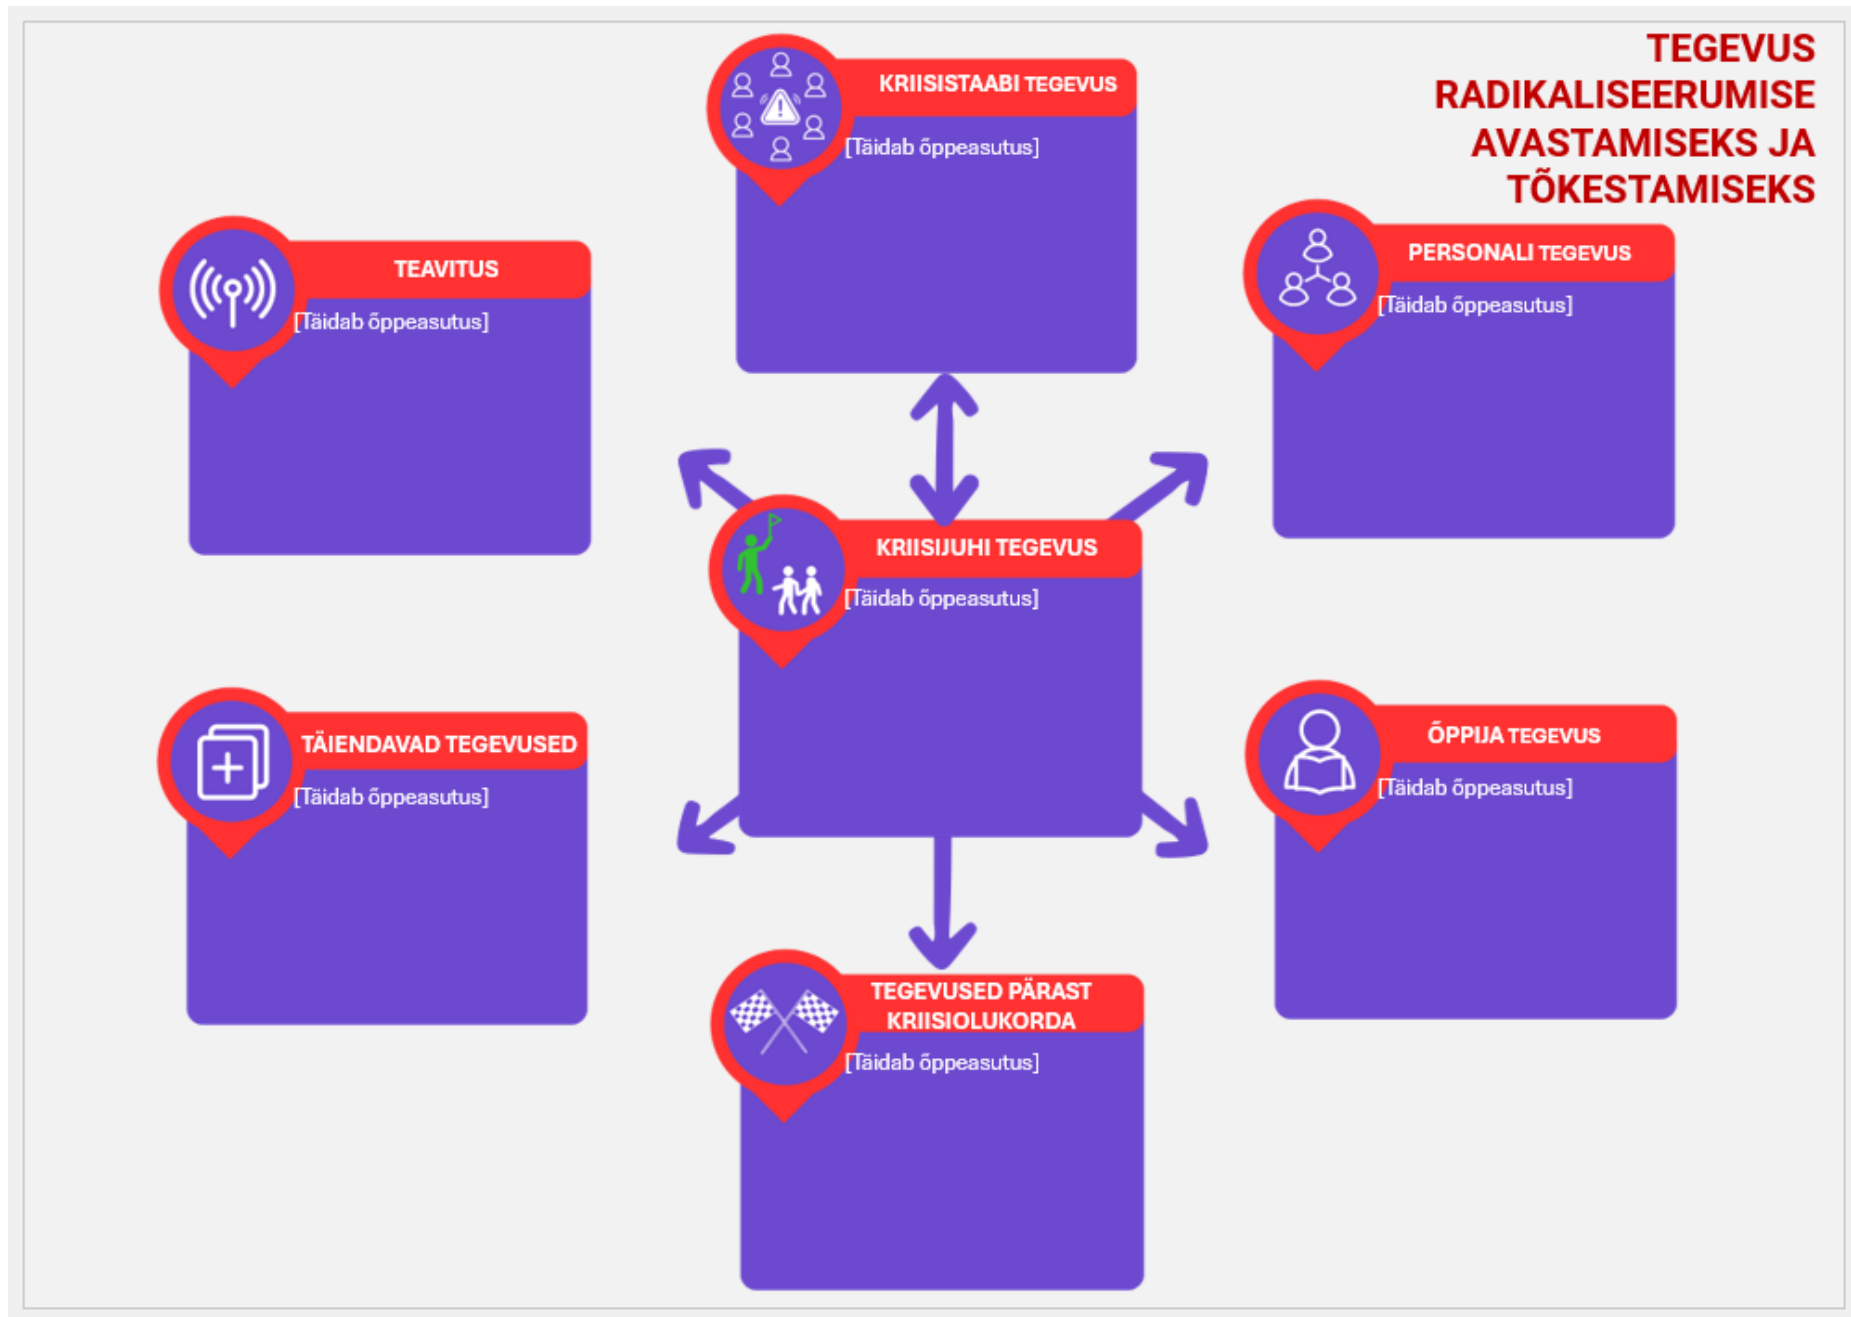 TEGEVUS
RADIKALISEERUMISE
AVASTAMISEKS JA
TÕKESTAMISEKS
KRIISISTAABI TEGEVUS
[Täidab õppeasutus]
TEAVITUS
[Täidab õppeasutus]
PERSONALI TEGEVUS
[Täidab õppeasutus]
KRIISIJUHI TEGEVUS
[Täidab õppeasutus]
TÄIENDAVAD TEGEVUSED
[Täidab õppeasutus]
ÕPPIJA TEGEVUS
[Täidab õppeasutus]
TEGEVUSED PÄRAST
KRIISIOLUKORDA
[Täidab õppeasutus]